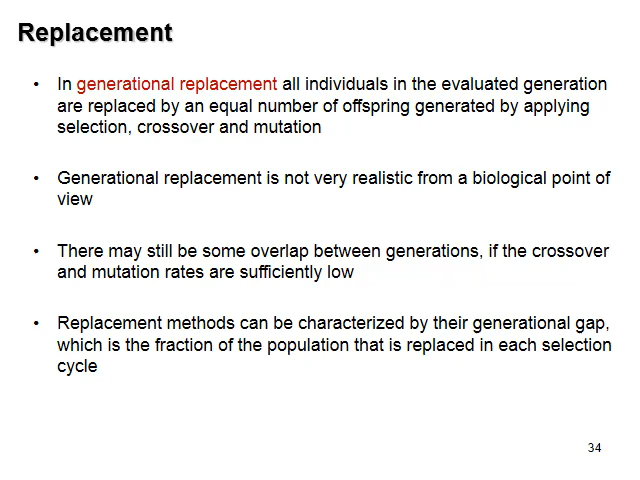 Replacement
• In generational replacement all individuals in the evaluated generation
are replaced by an equal number of offspring generated by applying
selection, crossover and mutation
• Generational replacement is not very realistic from a biological point of
view
• There may still be some overlap between generations, if the crossover
and mutation rates are sufficiently low
• Replacement methods can be characterized by their generational gap,
which is the fraction of the population that is replaced in each selection
cycle
34